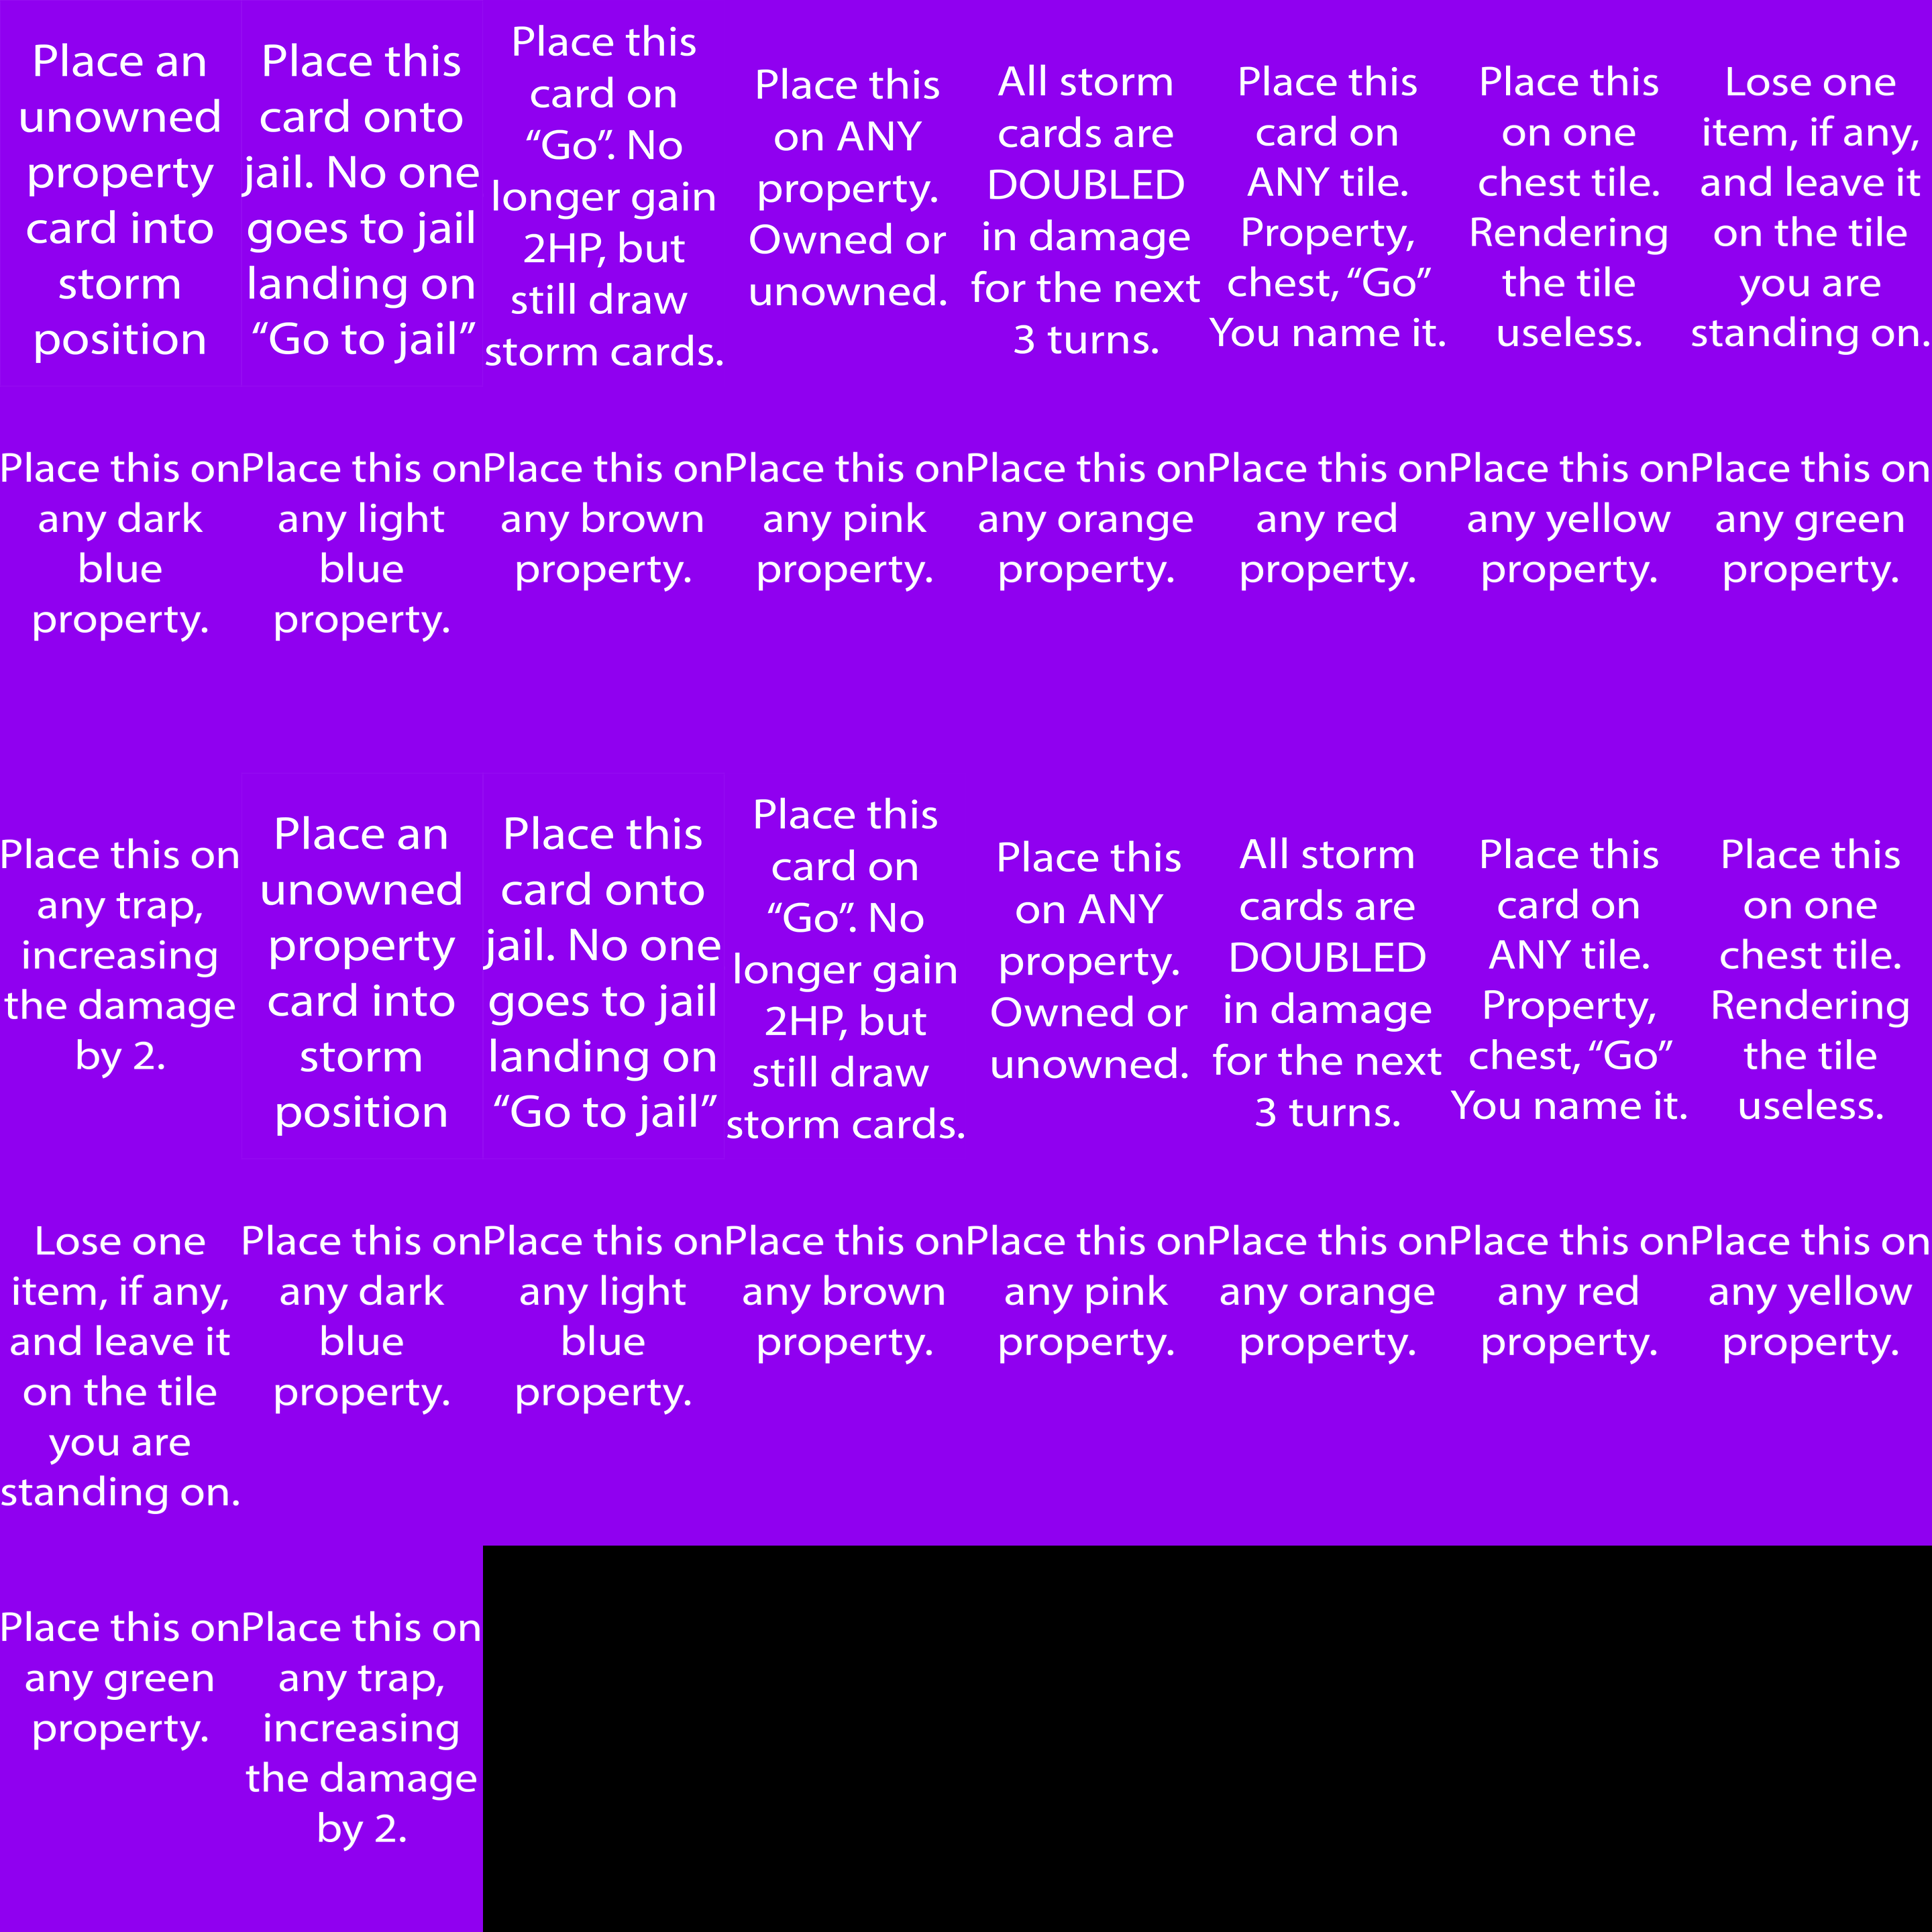 Place an
unowned
property
card into
storm
position
Place this
card onto
jail. No one
goes to jail
landing on
“Go to jail”
Place this
card on
“Go”. No
longer gain
2HP, but
still draw
storm cards.
Place this
on ANY
property.
Owned or
unowned.
All storm
cards are
DOUBLED
in damage
for the next
3 turns.
Place this
card on
ANY tile.
Property,
chest, “Go”
You name it.
Place this
on one
chest tile.
Rendering
the tile
useless.
Lose one
item, if any,
and leave it
on the tile
you are
standing on.
Place this on
any dark
blue
property.
Place this on
any light
blue
property.
Place this on
any brown
property.
Place this on
any pink
property.
Place this on
any orange
property.
Place this on
any red
property.
Place this on
any yellow
property.
Place this on
any green
property.
Place this on
any trap,
increasing
the damage
by 2.
Place an
unowned
property
card into
storm
position
Place this
card onto
jail. No one
goes to jail
landing on
“Go to jail”
Place this
card on
“Go”. No
longer gain
2HP, but
still draw
storm cards.
Place this
on ANY
property.
Owned or
unowned.
All storm
cards are
DOUBLED
in damage
for the next
3 turns.
Place this
card on
ANY tile.
Property,
chest, “Go”
You name it.
Place this
on one
chest tile.
Rendering
the tile
useless.
Lose one
item, if any,
and leave it
on the tile
you are
standing on.
Place this on
any dark
blue
property.
Place this on
any light
blue
property.
Place this on
any brown
property.
Place this on
any pink
property.
Place this on
any orange
property.
Place this on
any red
property.
Place this on
any yellow
property.
Place this on
any green
property.
Place this on
any trap,
increasing
the damage
by 2.